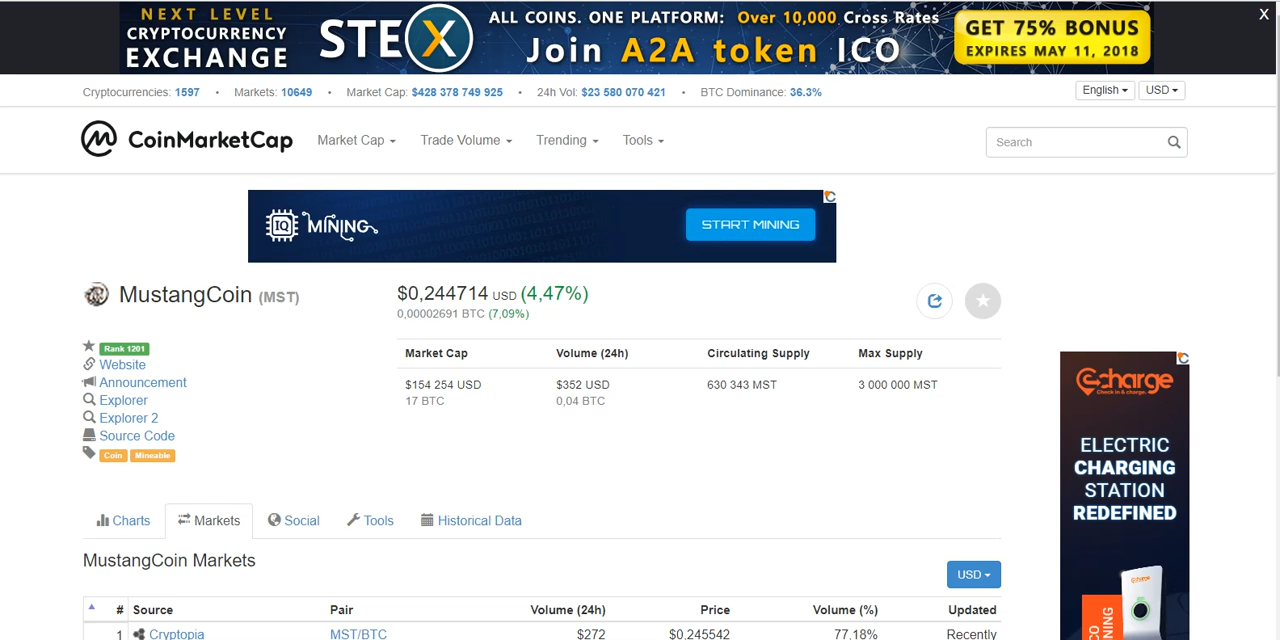 NEXT LEVEL
CRYPTOCURRENCY
EXCHANGE
STEX
ALL COINS. ONE PLATFORM: Over 10,000 Cross Rates
Join A2A token ICO
GET 75% BONUS
EXPIRES MAY 11, 2018
X
Cryptocurrencies: 1597 • Markets: 10649 • Market Cap: $428 378 749 925 • 24h Vol: $23 580 070 421 • BTC Dominance: 36.3%
English USD
CoinMarketCap Market Cap Trade Volume Trending Tools Search
IQ MINING START MINING
MustangCoin (MST)
$0,244714 USD (4,47%)
0,00002691 BTC (7,09%)
Rank 1201
Website
Announcement
Explorer
Explorer 2
Source Code
Coin Mineable
Market Cap Volume (24h) Circulating Supply Max Supply
$154 254 USD $352 USD 630 343 MST 3 000 000 MST
17 BTC 0,04 BTC
charge
Check in & charge.
ELECTRIC
CHARGING
STATION
REDEFINED
Charts Markets Social Tools Historical Data
MustangCoin Markets
USD
# Source Pair Volume (24h) Price Volume (%) Updated
1 Cryptopia MST/BTC $272 $0.245542 77.18% Recently